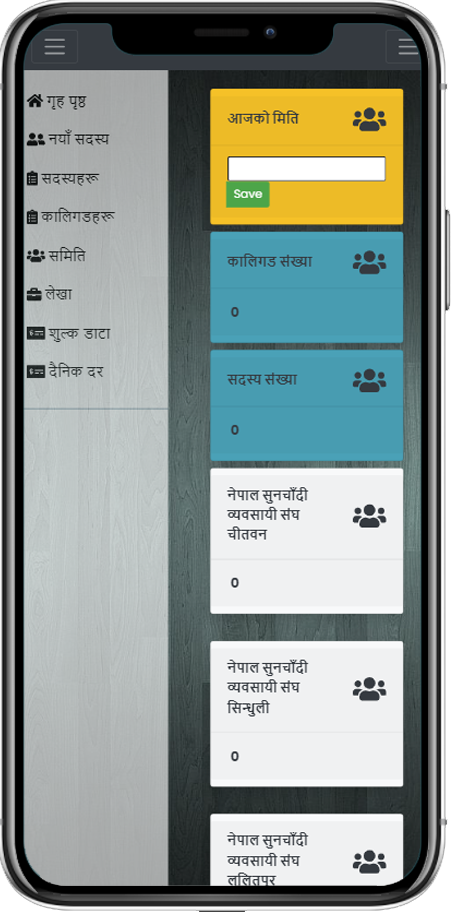 गृह पृष्ठ
नयाँ सदस्य
सदस्यहरू
कालिगडहरू
समिति
लेखा
शुल्क डाटा
दैनिक दर
आजको मिति
Save
कालिगड संख्या
0
सदस्य संख्या
0
नेपाल सुनचाँदी
व्यवसायी संघ
चीतवन
0
नेपाल सुनचाँदी
व्यवसायी संघ
सिन्धुली
0
नेपाल सुनचाँदी
व्यवसायी संघ
ललितपुर